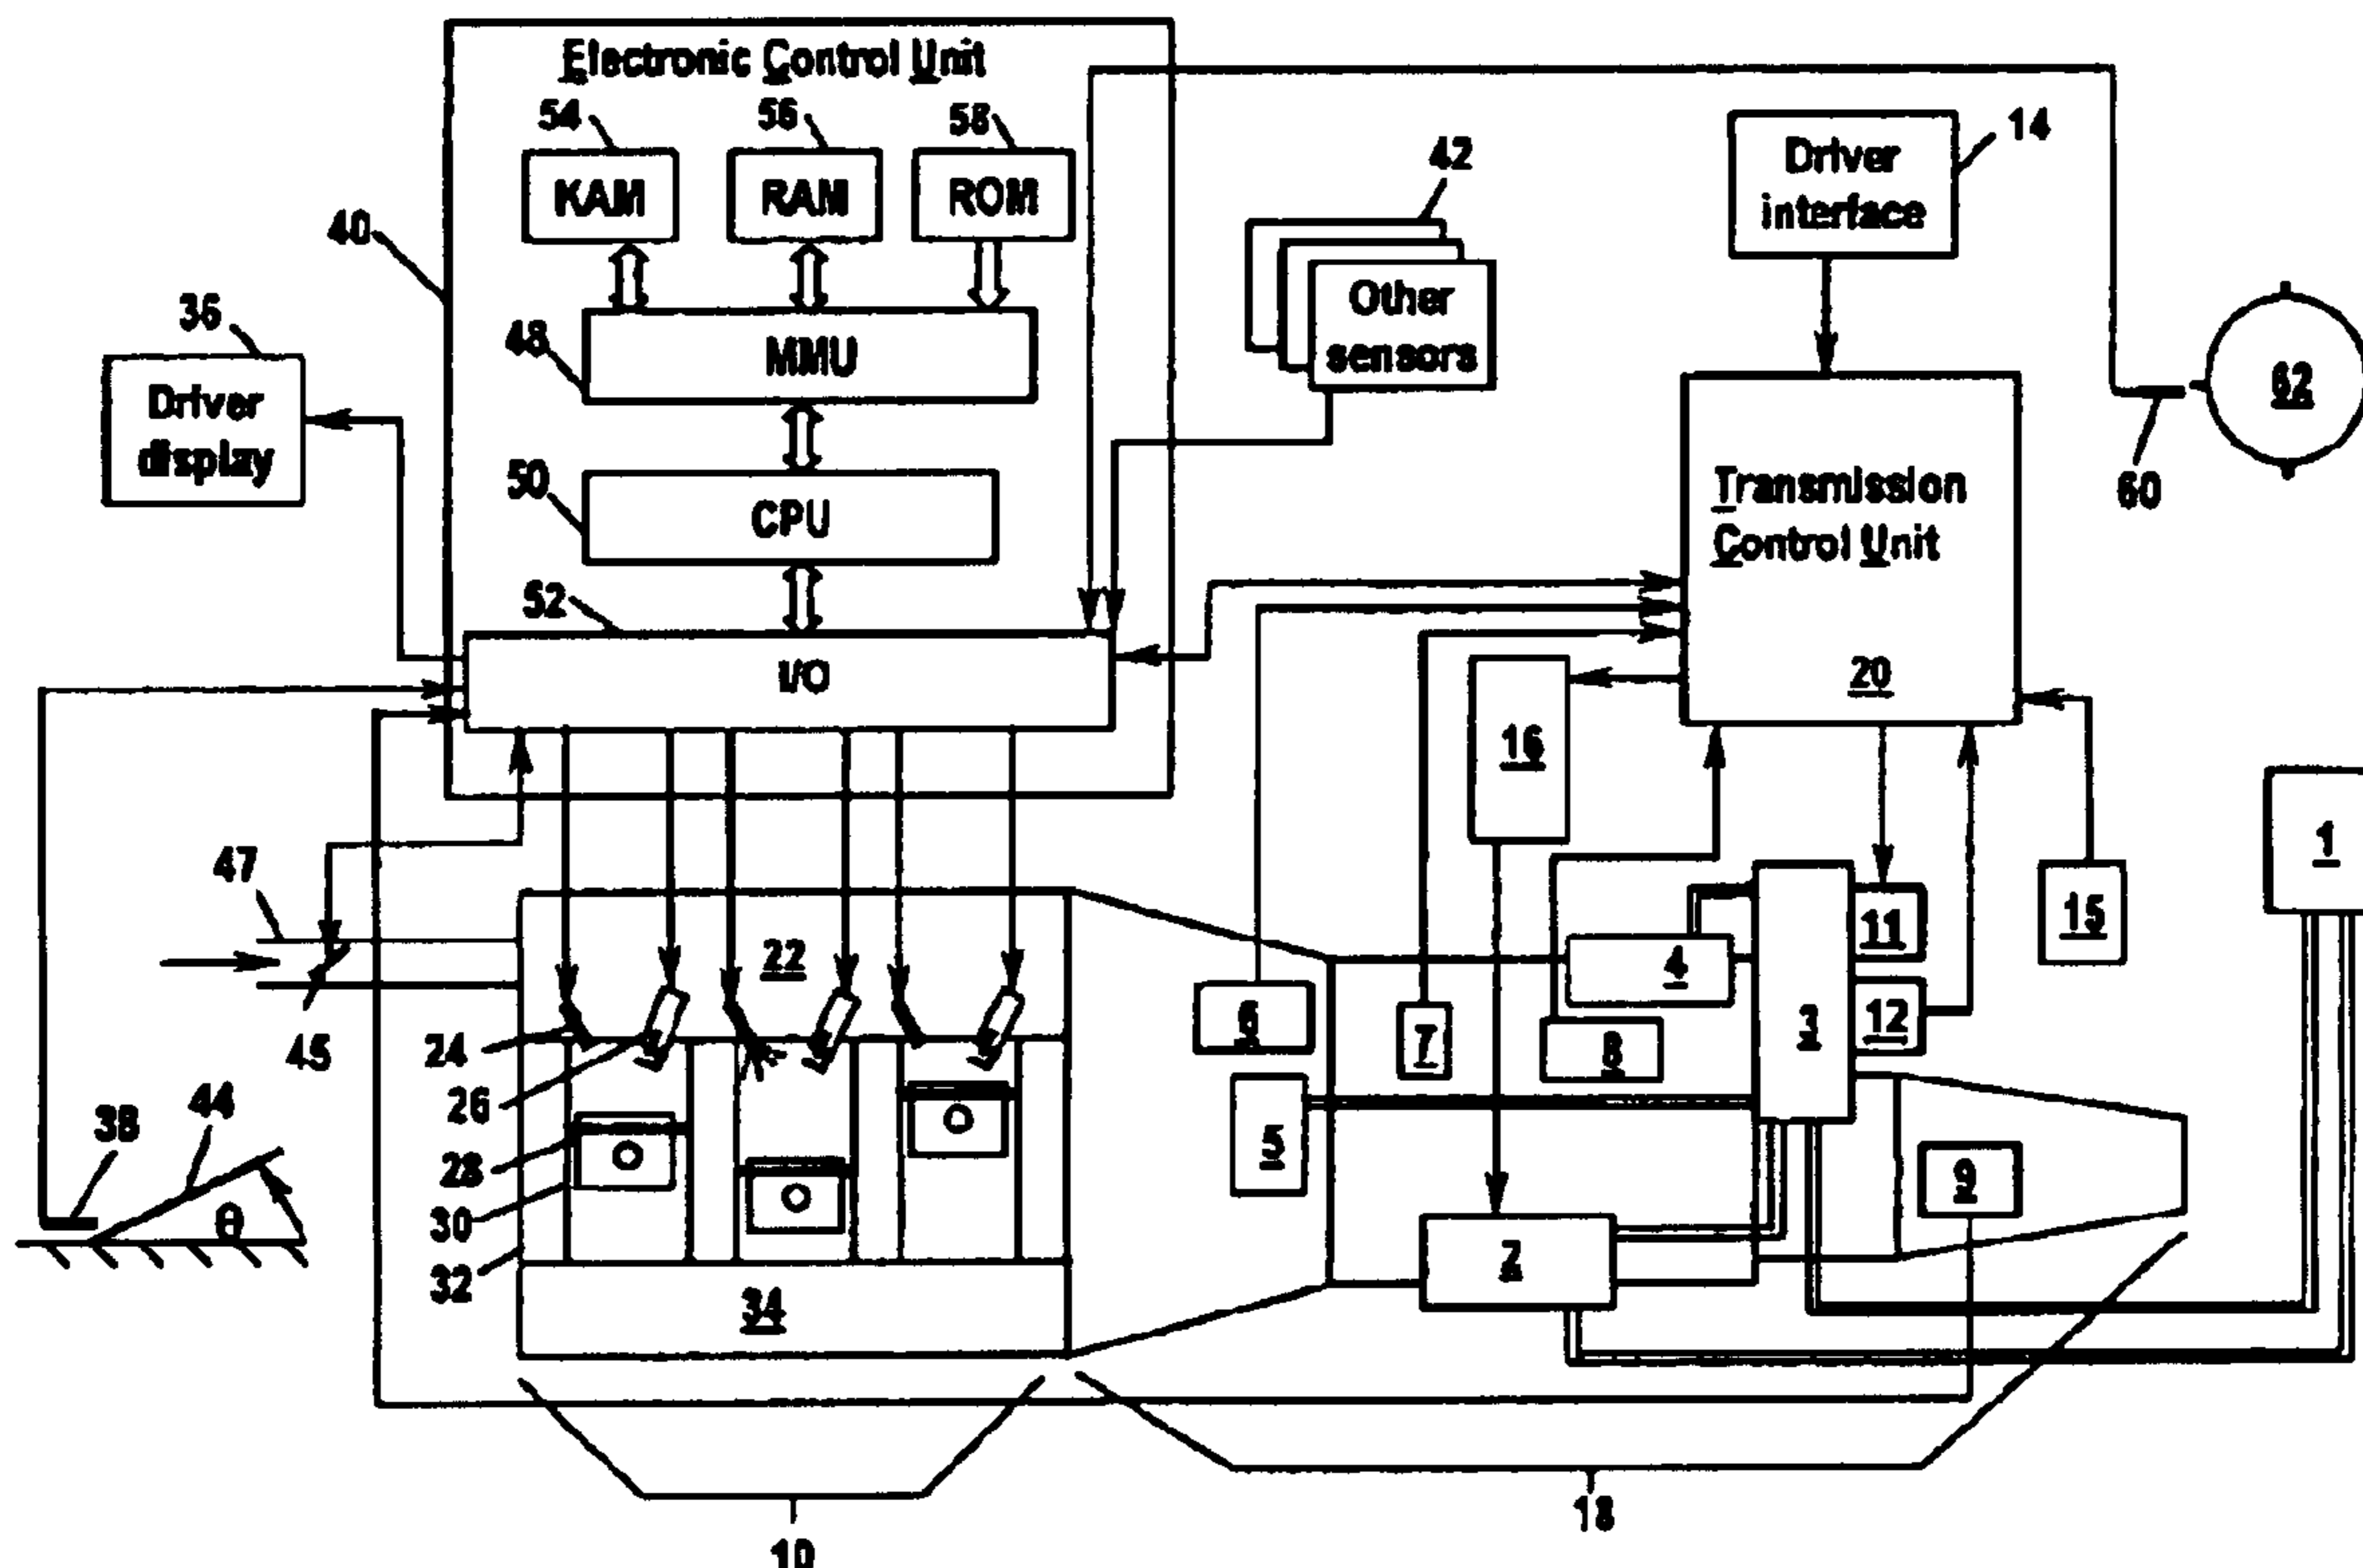 Electronic Control Unit
54
56
58
KAM
RAM
ROM
40
42
14
Driver
interface
36
48
MMU
Other
sensors
62
Driver
display
50
CPU
60
Transmission
Control Unit
52
I/O
20
16
1
47
15
11
22
4
3
12
6
7
8
24
45
26
5
44
38
28
9
θ
30
2
32
34
18
10